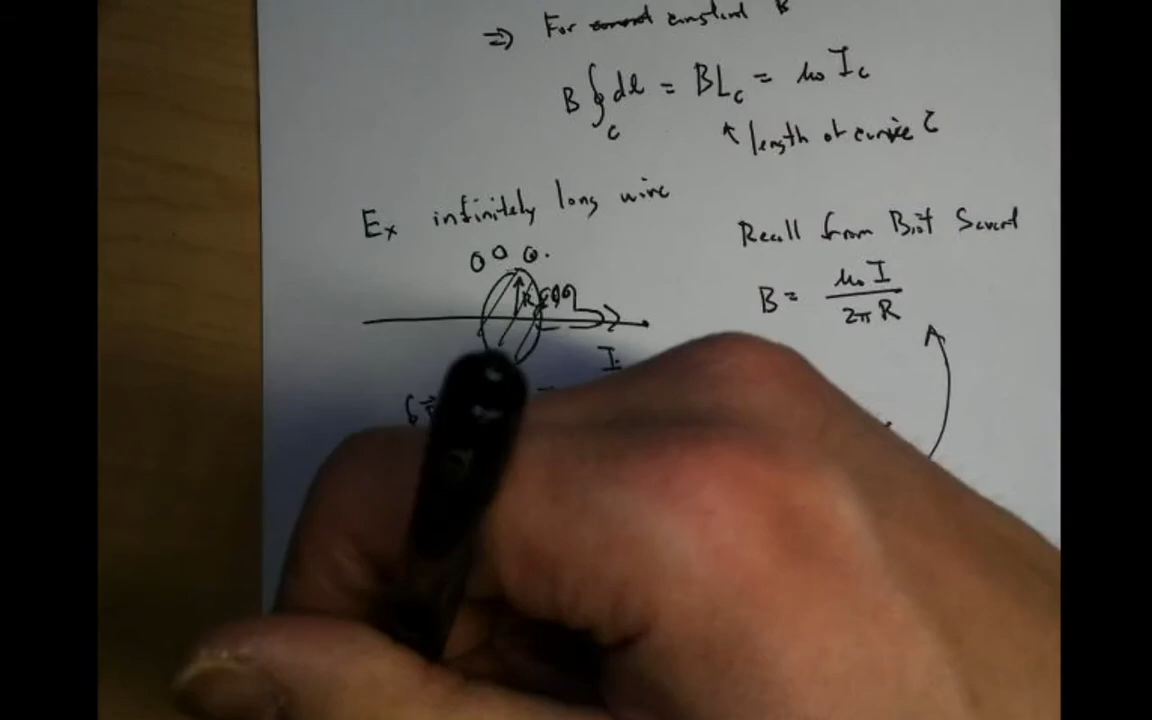 ⇒ For constant B
B ∮ dl = BL_c = μ₀ I_c
C
↑ length of curve C
Ex infinitely long wire
Recall from Biot Savart
B = μ₀ I / 2π R
R
I